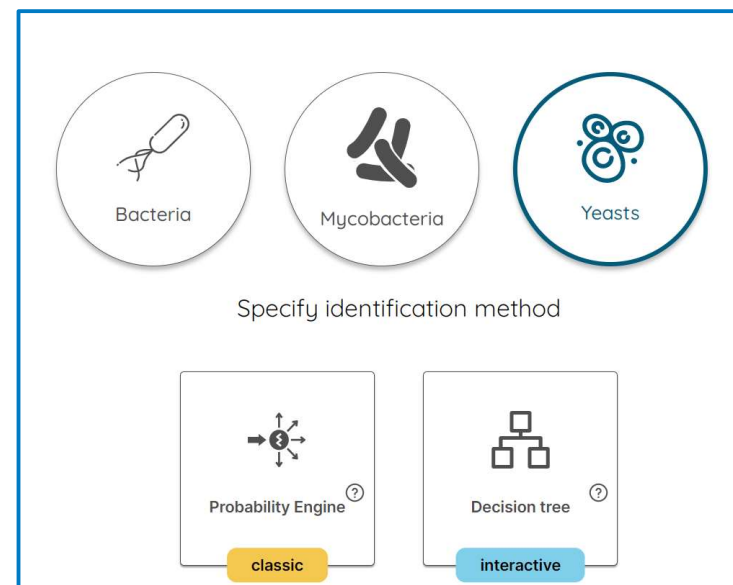 Bacteria
Mycobacteria
Yeasts
Specify identification method
Probability Engine ?
Decision tree ?
classic
interactive